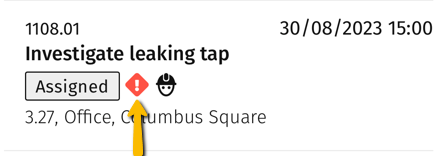 1108.01 30/08/2023 15:00
Investigate leaking tap
Assigned
3.27, Office, Columbus Square